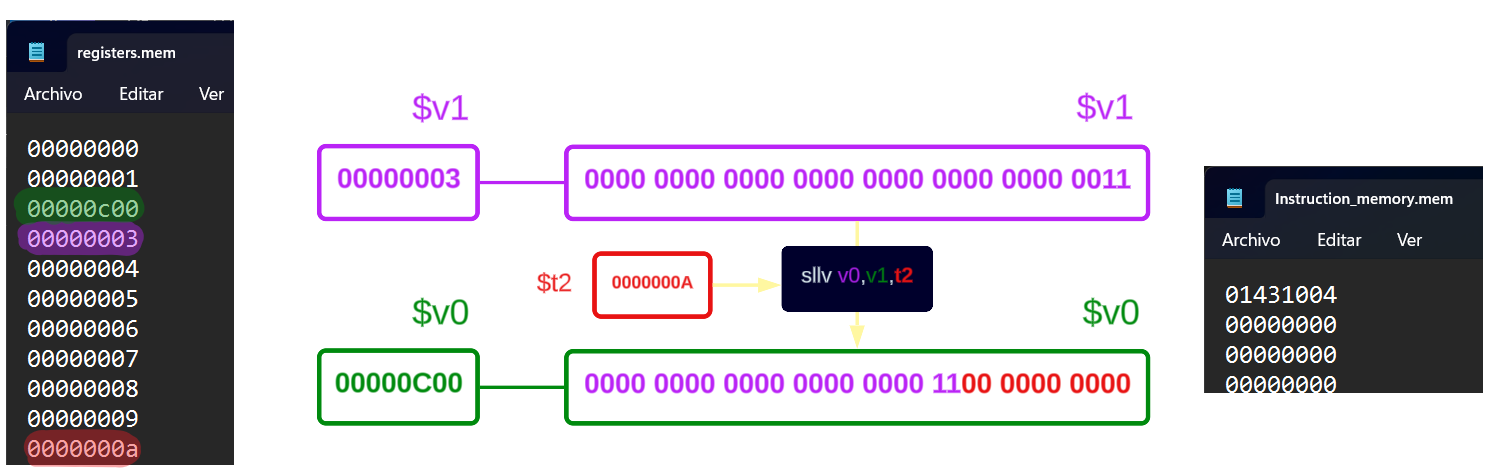 registers.mem
Archivo Editar Ver
00000000
00000001
00000c00
00000003
00000004
00000005
00000006
00000007
00000008
00000009
0000000a
$v1
$v1
00000003
0000 0000 0000 0000 0000 0000 0000 0011
$t2
0000000A
sllv v0,v1,t2
$v0
$v0
00000C00
0000 0000 0000 0000 0000 1100 0000 0000
Instruction_memory.mem
Archivo Editar Ver
01431004
00000000
00000000
00000000